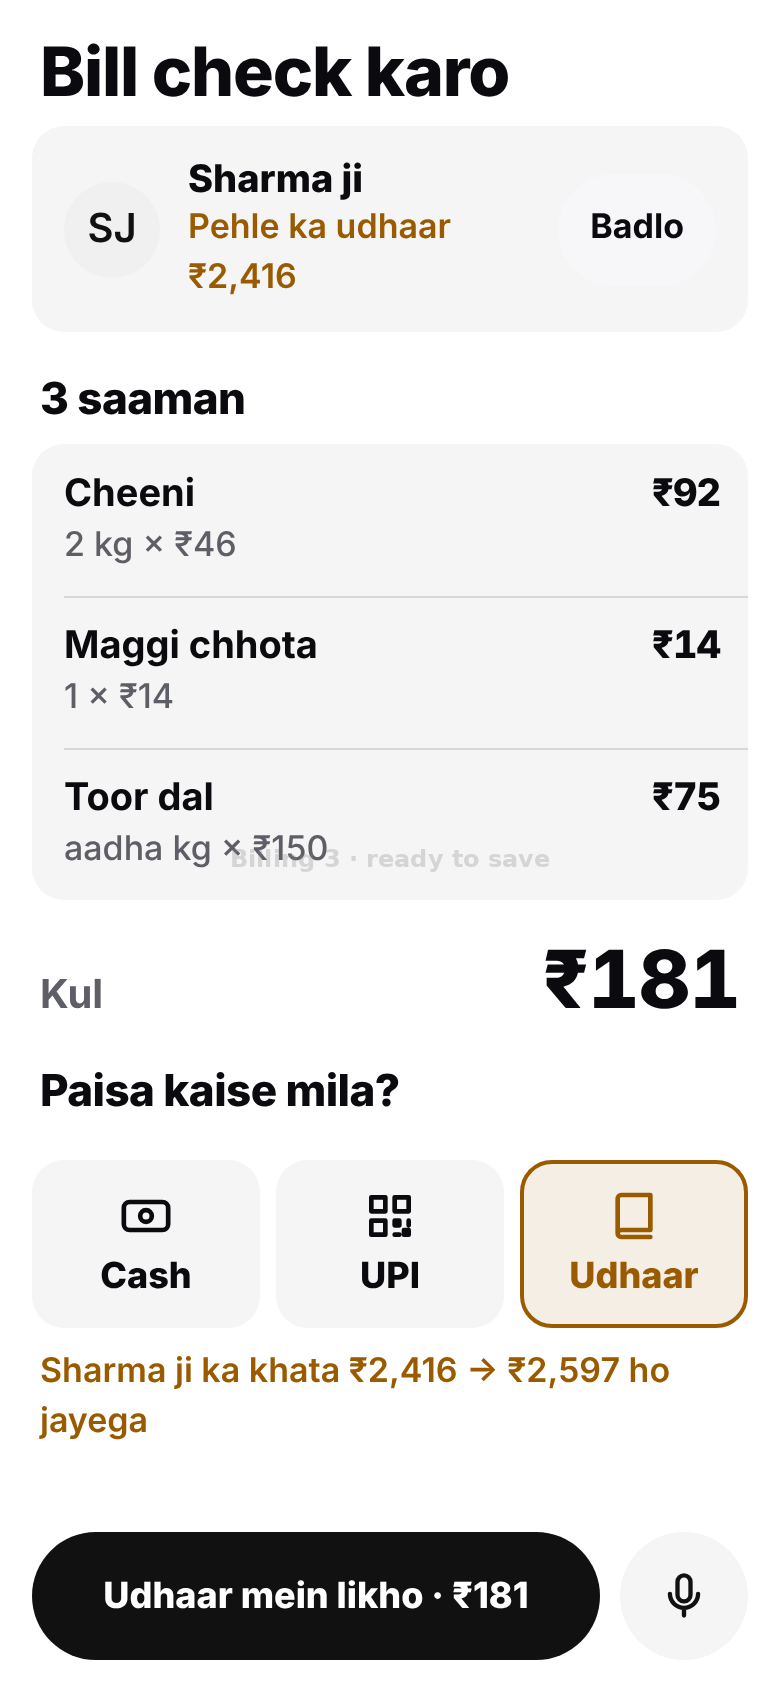 Bill check karo
SJ
Sharma ji
Pehle ka udhaar
₹2,416
Badlo
3 saaman
Cheeni
₹92
2 kg × ₹46
Maggi chhota
₹14
1 × ₹14
Toor dal
₹75
aadha kg × ₹150
Billing 3 · ready to save
Kul
₹181
Paisa kaise mila?
Cash
UPI
Udhaar
Sharma ji ka khata ₹2,416 → ₹2,597 ho
jayega
Udhaar mein likho · ₹181